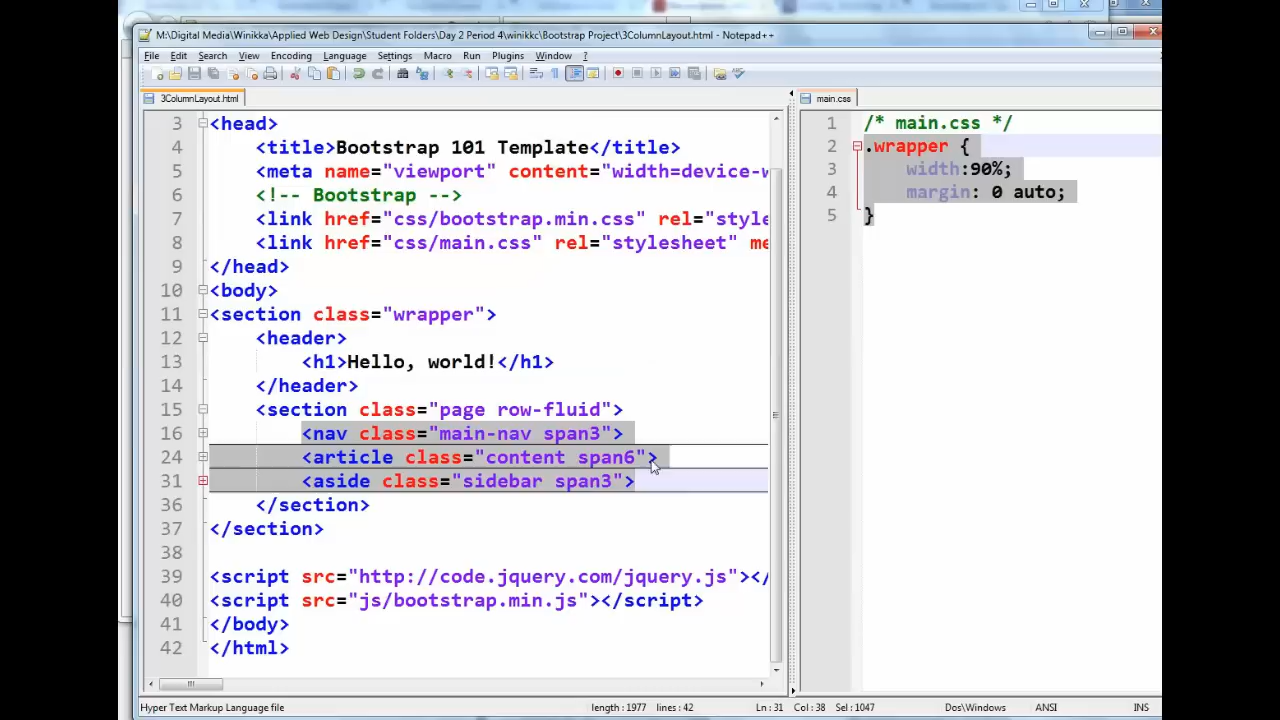 M:\Digital Media\Winikka\Applied Web Design\Student Folders\Day 2 Period 4\winikkc\Bootstrap Project\3ColumnLayout.html - Notepad++
File Edit Search View Encoding Language Settings Macro Run Plugins Window ?
3ColumnLayout.html
3 <head>
4 <title>Bootstrap 101 Template</title>
5 <meta name="viewport" content="width=device-w
6 <!-- Bootstrap -->
7 <link href="css/bootstrap.min.css" rel="style
8 <link href="css/main.css" rel="stylesheet" me
9 </head>
10 <body>
11 <section class="wrapper">
12 <header>
13 <h1>Hello, world!</h1>
14 </header>
15 <section class="page row-fluid">
16 <nav class="main-nav span3">
24 <article class="content span6">
31 <aside class="sidebar span3">
36 </section>
37 </section>
38
39 <script src="http://code.jquery.com/jquery.js"></
40 <script src="js/bootstrap.min.js"></script>
41 </body>
42 </html>
main.css
1 /* main.css */
2 .wrapper {
3 width:90%;
4 margin: 0 auto;
5 }
Hyper Text Markup Language file length : 1977 lines : 42 Ln : 31 Col : 38 Sel : 1047 Dos\Windows ANSI INS